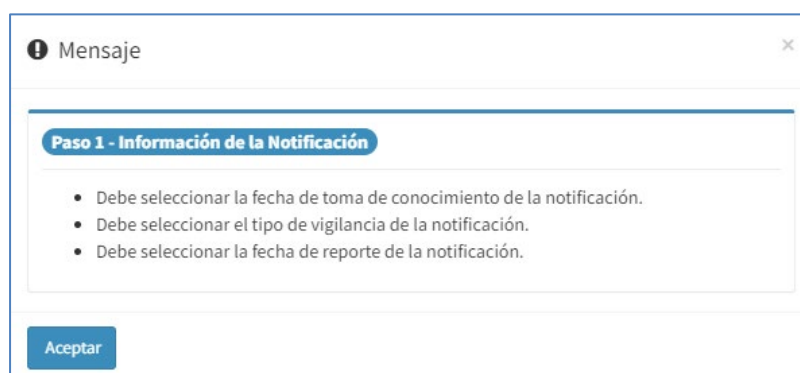 Mensaje
×
Paso 1 - Información de la Notificación
• Debe seleccionar la fecha de toma de conocimiento de la notificación.
• Debe seleccionar el tipo de vigilancia de la notificación.
• Debe seleccionar la fecha de reporte de la notificación.
Aceptar